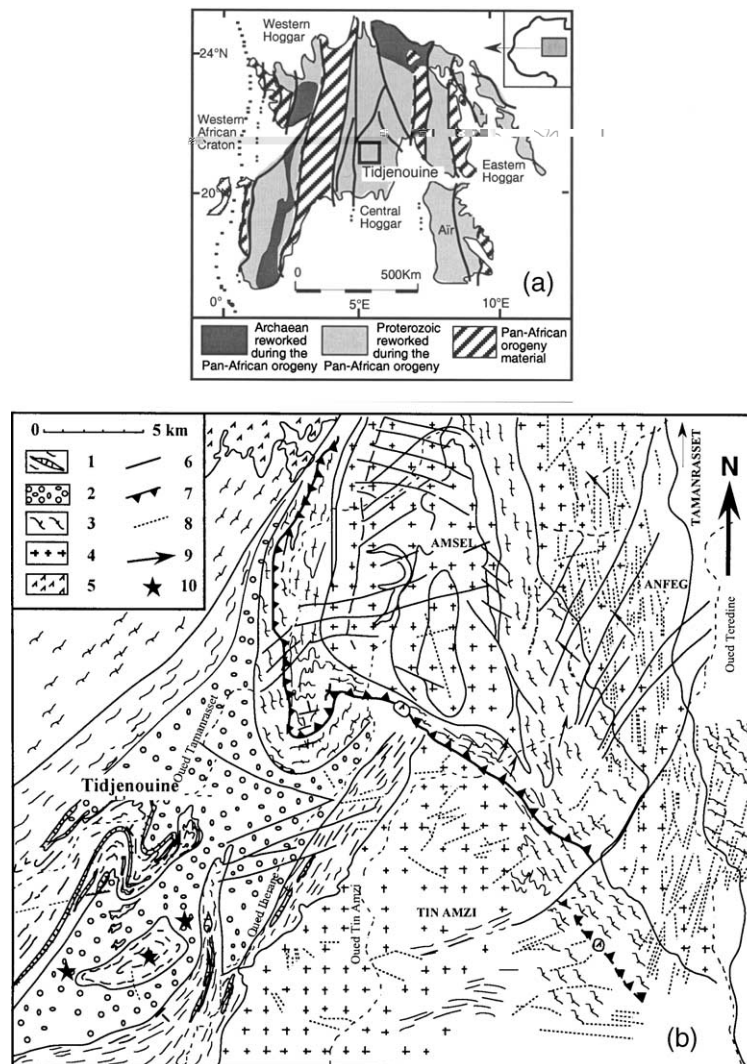 Western
Hoggar
24°N
Western
African
Craton
Tidjenouine
Eastern
Hoggar
20°
Central
Hoggar
Aïr
0 500Km
(a)
0° 5°E 10°E
Archaean
reworked
during the
Pan-African orogeny
Proterozoic
reworked
during the
Pan-African orogeny
Pan-African
orogeny
material
0 5 km
1 6
2 7
3 8
4 9
5 10
TAMANRASSET
N
AMSEL
ANFEG
Oued Teredine
Oued Tamanrasset
Tidjenouine
Oued Iherane
Oued Tin Amzi
TIN AMZI
(b)